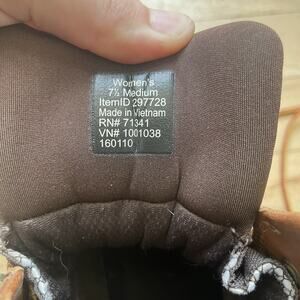 Women's
7½ Medium
ItemID 297728
Made in Vietnam
RN# 71341
VN# 1001038
160110